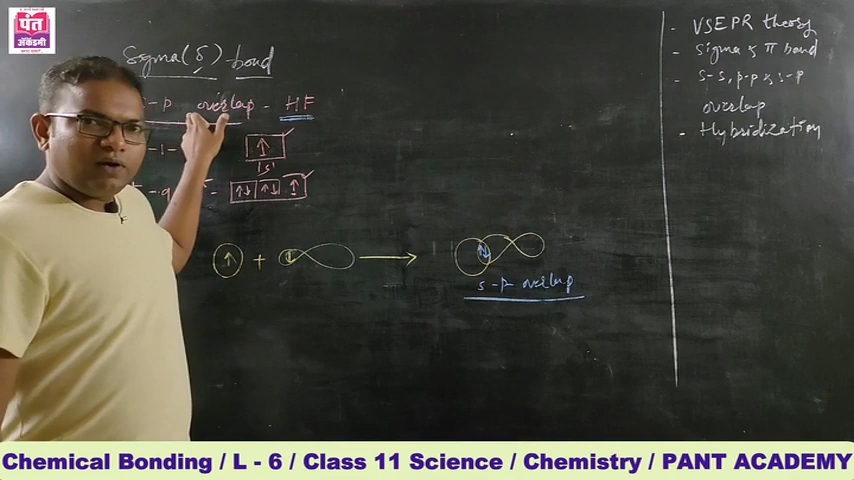 पंत
अ‍ॅकॅडमी
Sigma (δ) bond
s-p overlap - HF
1s¹
s-p overlap
- VSEPR theory
- Sigma & π bond
- s-s, p-p & s-p
overlap
- Hybridization
Chemical Bonding / L - 6 / Class 11 Science / Chemistry / PANT ACADEMY